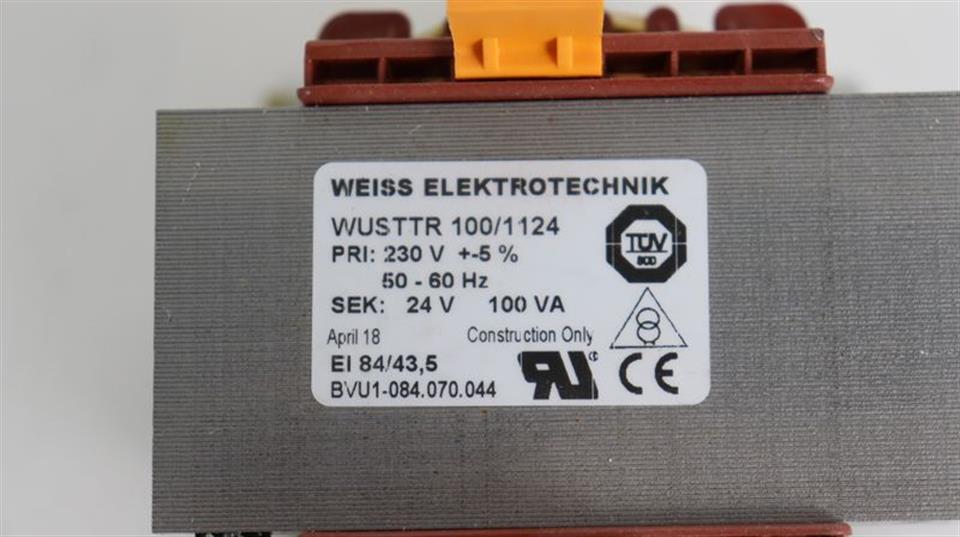 WEISS ELEKTROTECHNIK
WUSTTR 100/1124
PRI: 230 V +-5 %
50 - 60 Hz
SEK: 24 V 100 VA
April 18 Construction Only
EI 84/43,5
BVU1-084.070.044
TÜV
SÜD
CE